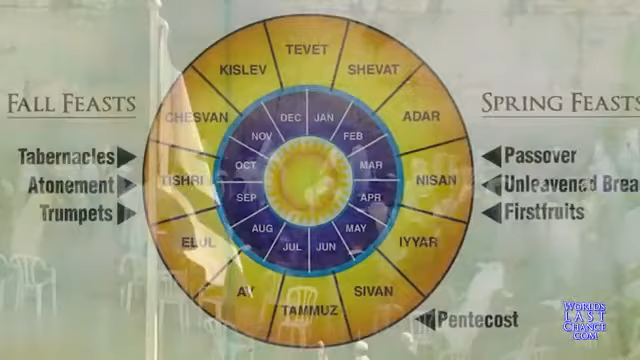 FALL FEASTS
Tabernacles
Atonement
Trumpets
TEVET
SHEVAT
ADAR
NISAN
IYYAR
SIVAN
TAMMUZ
AV
ELUL
TISHRI
CHESVAN
KISLEV
JAN
FEB
MAR
APR
MAY
JUN
JUL
AUG
SEP
OCT
NOV
DEC
SPRING FEASTS
Passover
Unleavened Brea
Firstfruits
Pentecost
WORLD'S
LAST
CHANCE
.COM